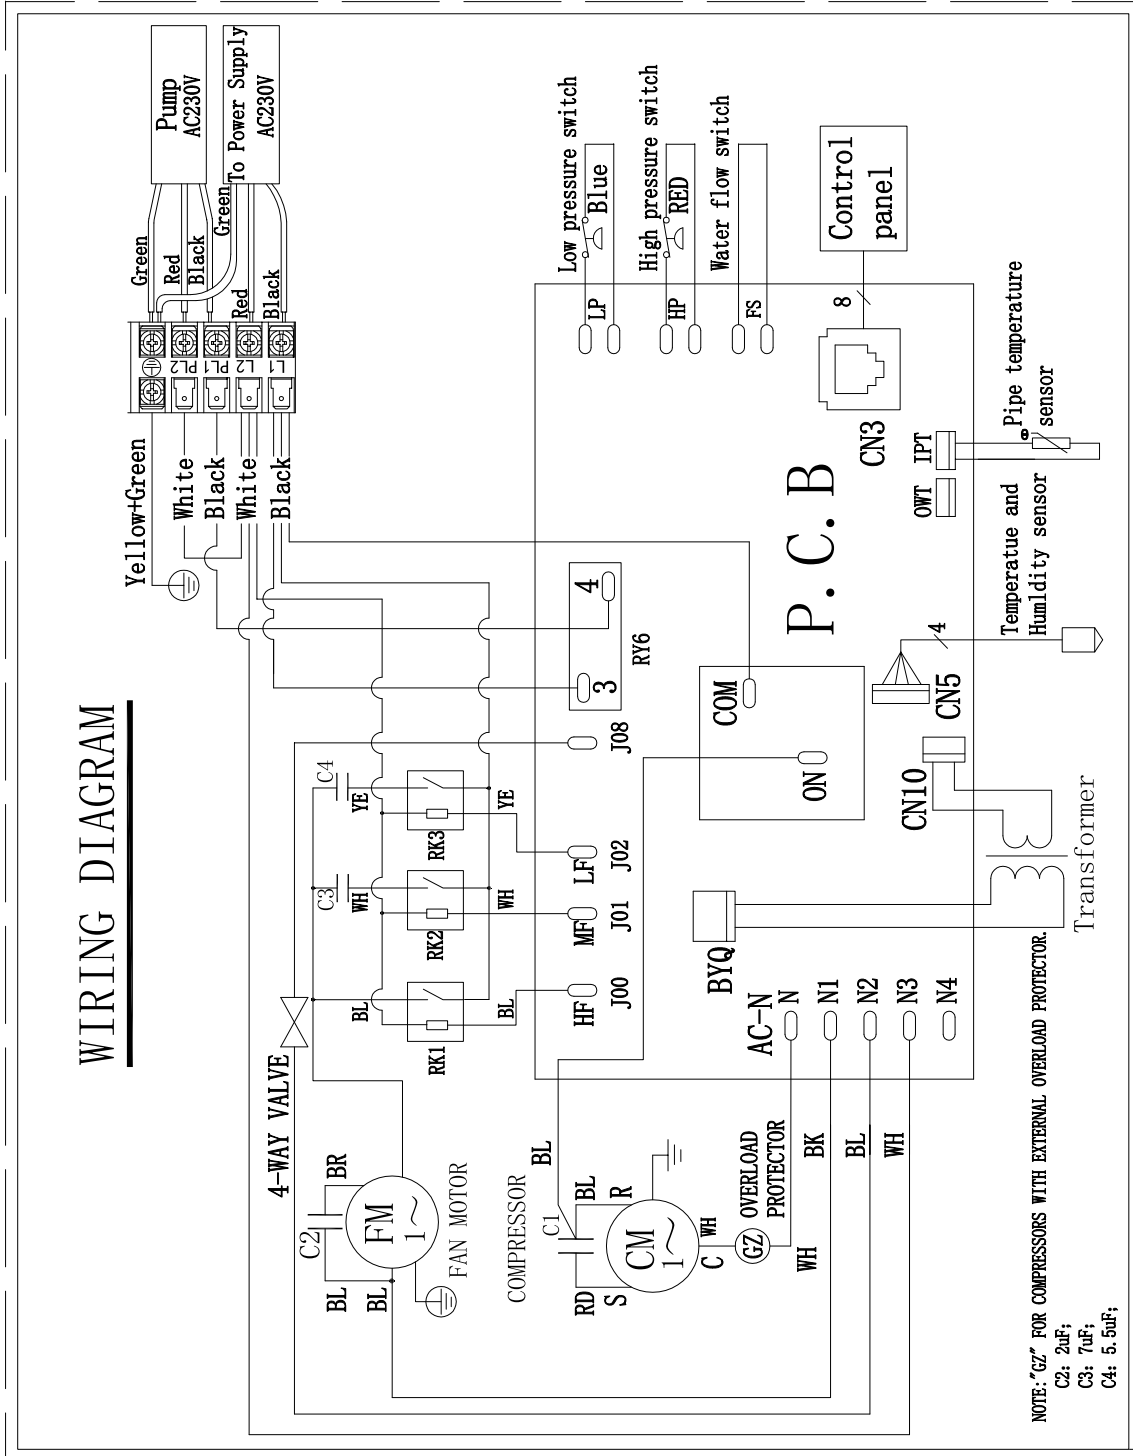 WIRING DIAGRAM
Pump
AC230V
To Power Supply
AC230V
Green
Red
Black
Green
Red
Black
PL2
PL1
L2
L1
Yellow+Green
White
Black
White
Black
4-WAY VALVE
C4
YE
RK3
YE
C3
WH
RK2
WH
BL
RK1
BL
C2
BR
BL
BL
FM
1~
FAN MOTOR
COMPRESSOR
C1
BL
BL
R
RD
S
CM
1~
C
WH
GZ
OVERLOAD
PROTECTOR
WH
BK
BL
WH
HF
J00
MF
J01
LF
J02
J08
3
4
RY6
LP
HP
FS
Low pressure switch
Blue
High pressure switch
RED
Water flow switch
Control
panel
8
CN3
P.C.B
COM
ON
OWT
IPT
θ
Pipe temperature
sensor
Temperatue and
Humldity sensor
4
CN5
CN10
BYQ
Transformer
AC-N
N
N1
N2
N3
N4
NOTE:"GZ" FOR COMPRESSORS WITH EXTERNAL OVERLOAD PROTECTOR.
C2: 2uF;
C3: 7uF;
C4: 5.5uF;